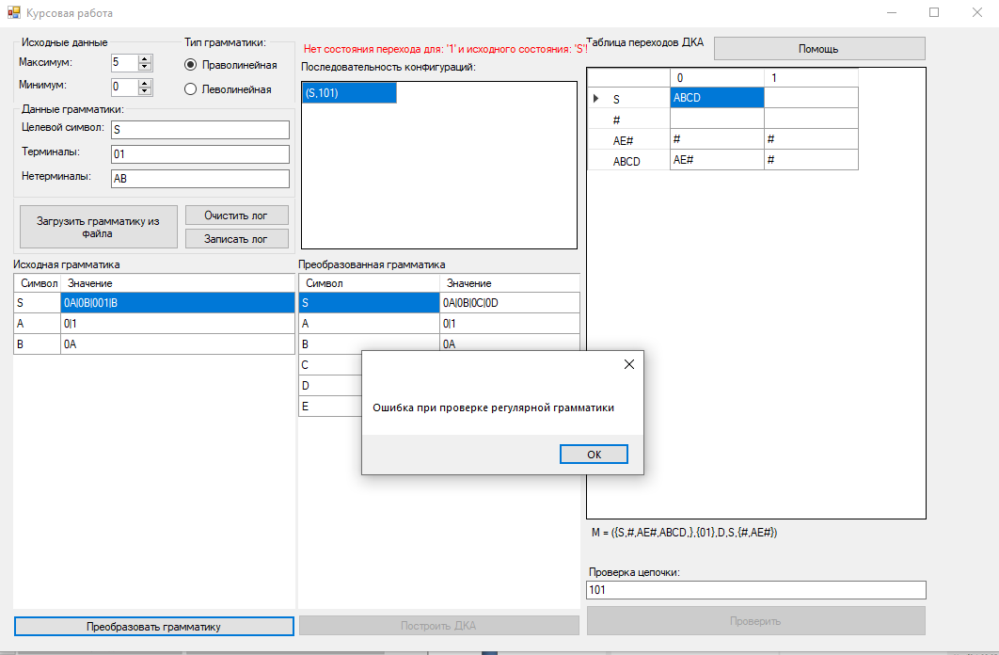 Курсовая работа
Исходные данные
Максимум:
5
Минимум:
0
Тип грамматики:
Праволинейная
Леволинейная
Данные грамматики:
Целевой символ:
S
Терминалы:
01
Нетерминалы:
AB
Загрузить грамматику из
файла
Очистить лог
Записать лог
Нет состояния перехода для: '1' и исходного состояния: 'S'!
Последовательность конфигураций:
(S,101)
Таблица переходов ДКА
Помощь
0 1
S ABCD
#
AE# # #
ABCD AE# #
Исходная грамматика
Символ Значение
S 0A|0B|001|B
A 0|1
B 0A
Преобразованная грамматика
Символ Значение
S 0A|0B|0C|0D
A 0|1
B 0A
C
D
E
Ошибка при проверке регулярной грамматики
OK
M = ({S,#,AE#,ABCD,},{01},D,S,{#,AE#})
Проверка цепочки:
101
Преобразовать грамматику
Построить ДКА
Проверить